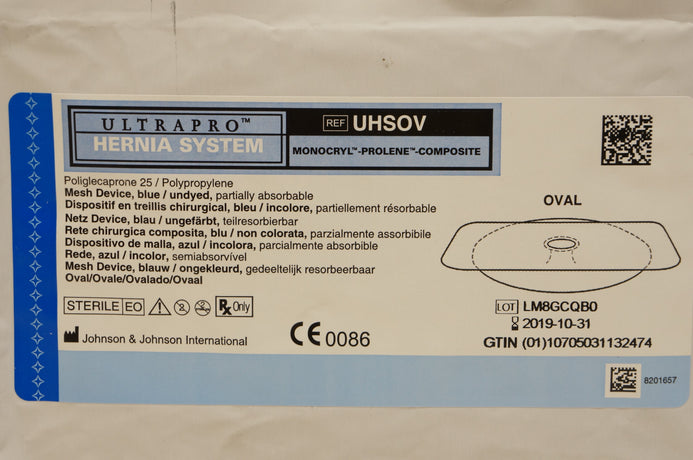 ULTRAPRO™
HERNIA SYSTEM
REF UHSOV
MONOCRYL™-PROLENE™-COMPOSITE
Poliglecaprone 25 / Polypropylene
Mesh Device, blue / undyed, partially absorbable
Dispositif en treillis chirurgical, bleu / incolore, partiellement résorbable
Netz Device, blau / ungefärbt, teilresorbierbar
Rete chirurgica composita, blu / non colorata, parzialmente assorbibile
Dispositivo de malla, azul / incolora, parcialmente absorbible
Rede, azul / incolor, semiabsorvível
Mesh Device, blauw / ongekleurd, gedeeltelijk resorbeerbaar
Oval/Ovale/Ovalado/Ovaal
OVAL
STERILE EO Rx Only
Johnson & Johnson International
CE 0086
LOT LM8GCQB0
2019-10-31
GTIN (01)10705031132474
8201657